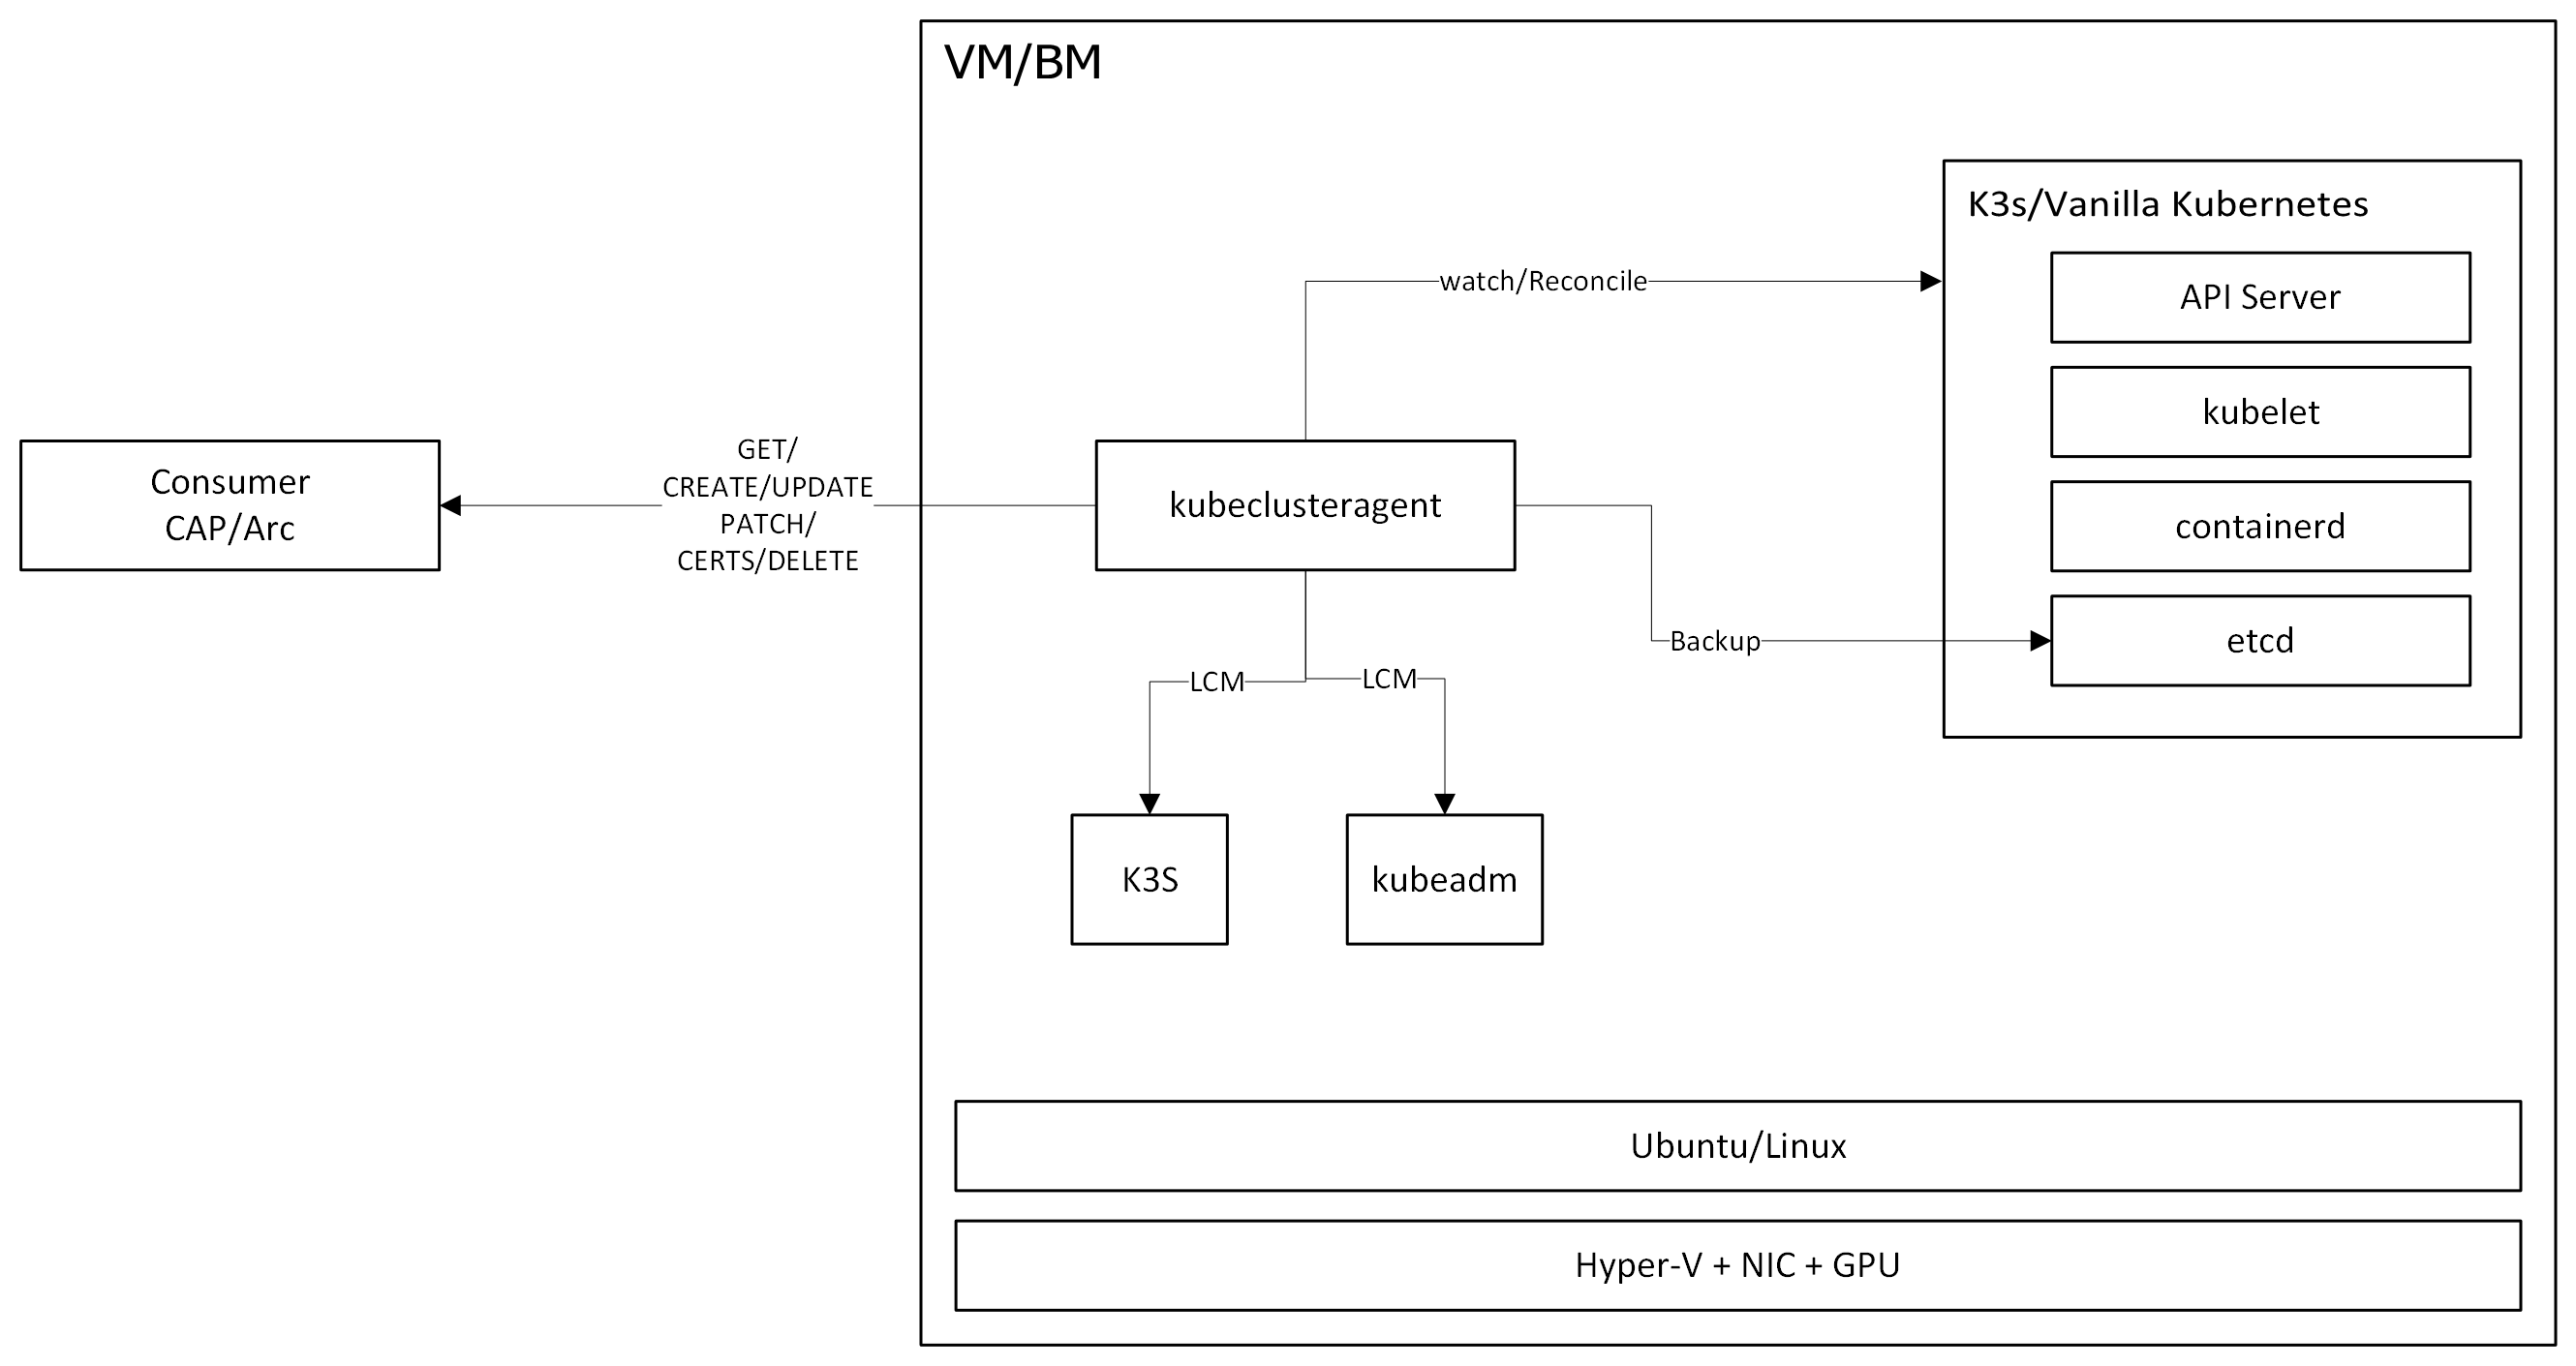 VM/BM
K3s/Vanilla Kubernetes
API Server
watch/Reconcile
kubelet
Consumer
CAP/Arc
GET/
CREATE/UPDATE
PATCH/
CERTS/DELETE
kubeclusteragent
containerd
Backup
etcd
LCM
LCM
K3S
kubeadm
Ubuntu/Linux
Hyper-V + NIC + GPU